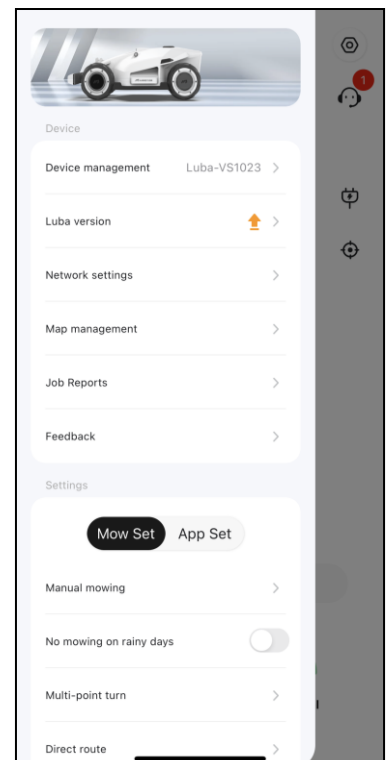 Device
Device management Luba-VS1023
Luba version
Network settings
Map management
Job Reports
Feedback
Settings
Mow Set App Set
Manual mowing
No mowing on rainy days
Multi-point turn
Direct route
1